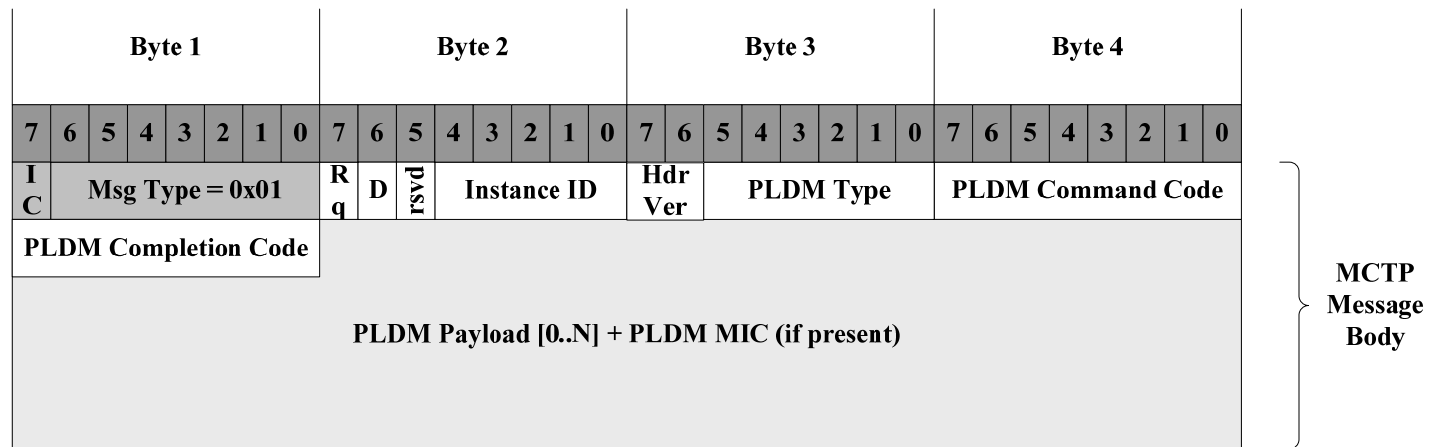 Byte 1 Byte 2 Byte 3 Byte 4
7 6 5 4 3 2 1 0 7 6 5 4 3 2 1 0 7 6 5 4 3 2 1 0 7 6 5 4 3 2 1 0
I C Msg Type = 0x01 R q D rsvd Instance ID Hdr Ver PLDM Type PLDM Command Code
PLDM Completion Code
PLDM Payload [0..N] + PLDM MIC (if present)
MCTP
Message
Body